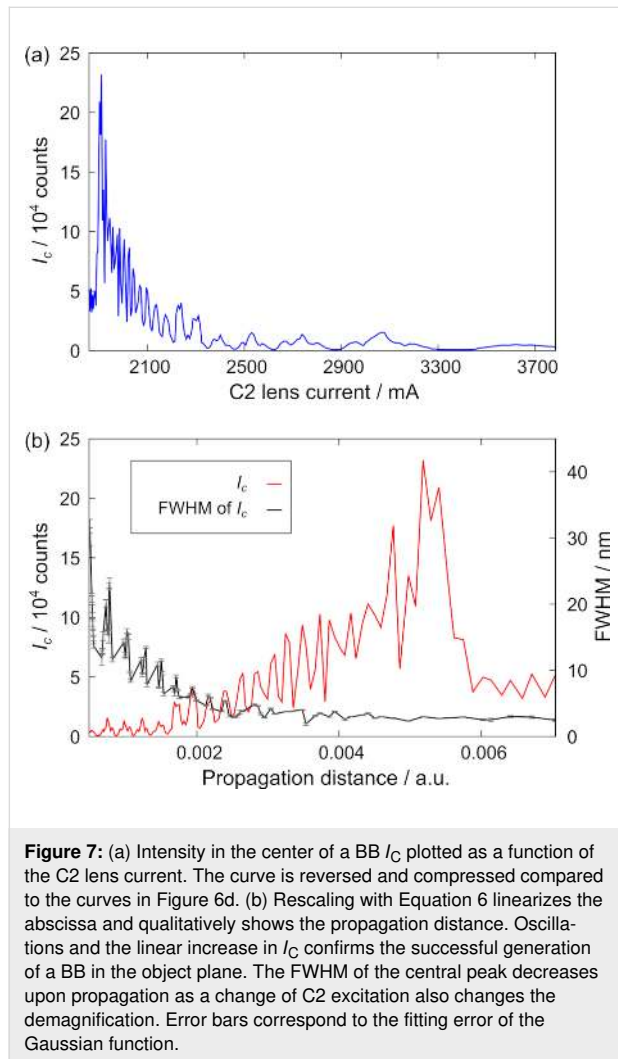 (a)
25
20
15
10
5
0
I_c / 10^4 counts
2100 2500 2900 3300 3700
C2 lens current / mA
(b)
25
20
15
10
5
0
I_c / 10^4 counts
I_c
FWHM of I_c
40
30
20
10
0
FWHM / nm
0.002 0.004 0.006
Propagation distance / a.u.
Figure 7: (a) Intensity in the center of a BB I_C plotted as a function of
the C2 lens current. The curve is reversed and compressed compared
to the curves in Figure 6d. (b) Rescaling with Equation 6 linearizes the
abscissa and qualitatively shows the propagation distance. Oscilla-
tions and the linear increase in I_C confirms the successful generation
of a BB in the object plane. The FWHM of the central peak decreases
upon propagation as a change of C2 excitation also changes the
demagnification. Error bars correspond to the fitting error of the
Gaussian function.